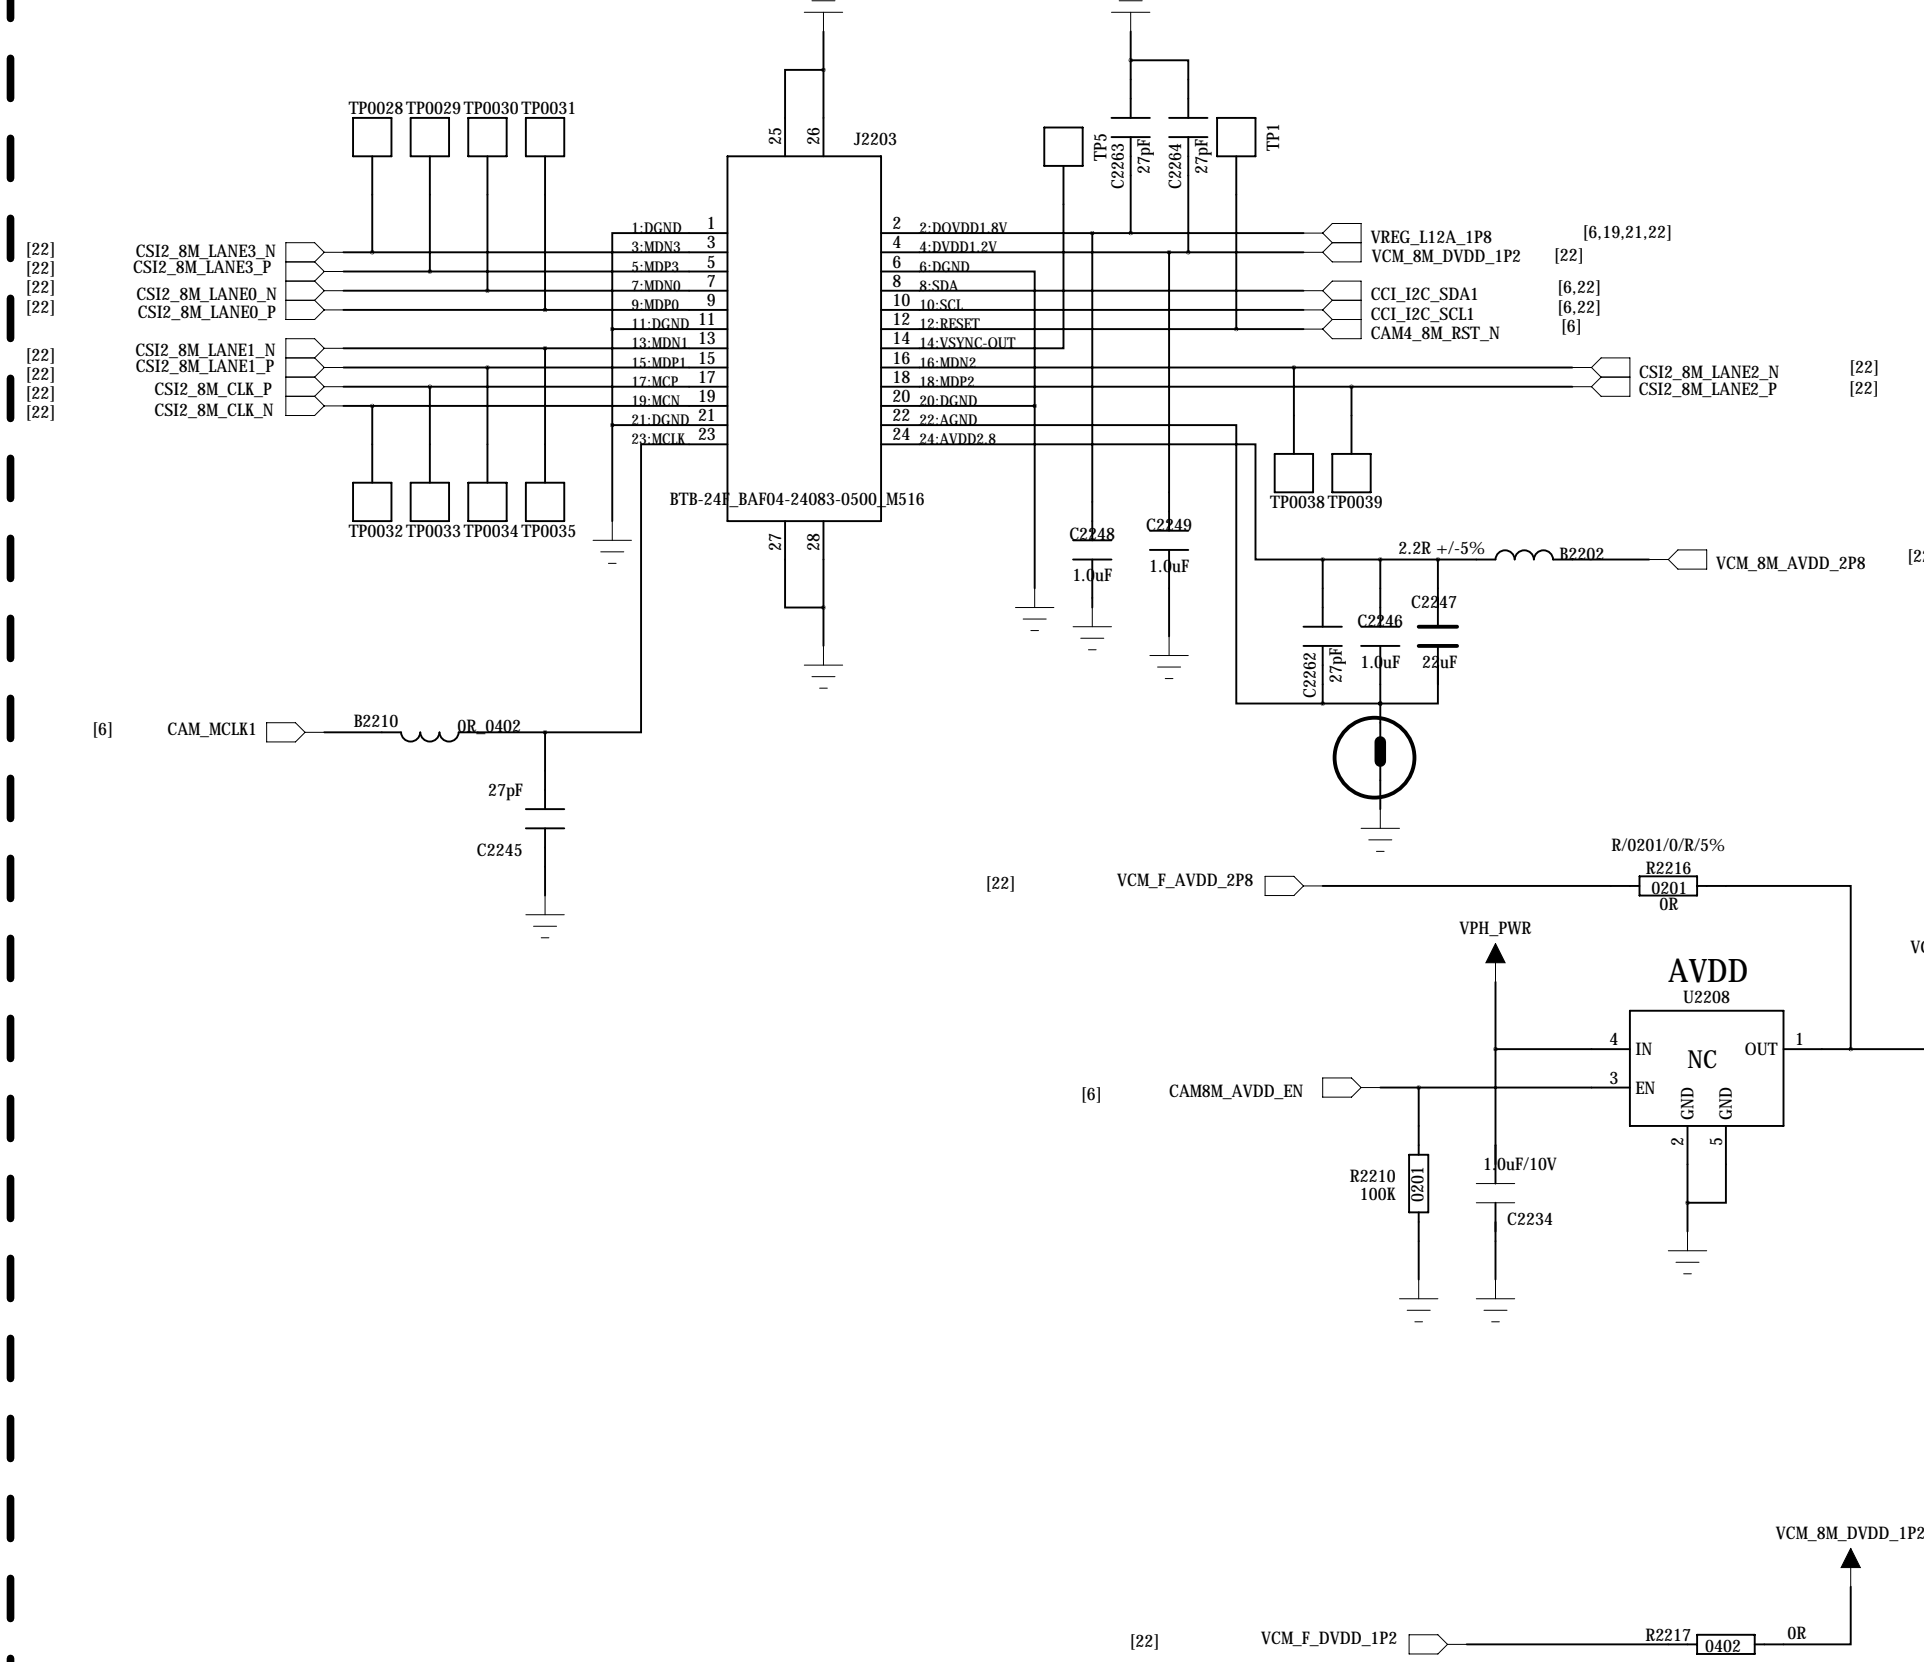 TP0028 TP0029 TP0030 TP0031
25
26
J2203
TP5
C2263
27pF
C2264
27pF
TP1
[22] CSI2_8M_LANE3_N
[22] CSI2_8M_LANE3_P
[22] CSI2_8M_LANE0_N
[22] CSI2_8M_LANE0_P
[22] CSI2_8M_LANE1_N
[22] CSI2_8M_LANE1_P
[22] CSI2_8M_CLK_P
[22] CSI2_8M_CLK_N
1:DGND 1
3:MDN3 3
5:MDP3 5
7:MDN0 7
9:MDP0 9
11:DGND 11
13:MDN1 13
15:MDP1 15
17:MCP 17
19:MCN 19
21:DGND 21
23:MCLK 23
2 2:DOVDD1.8V
4 4:DVDD1.2V
6 6:DGND
8 8:SDA
10 10:SCL
12 12:RESET
14 14:VSYNC-OUT
16 16:MDN2
18 18:MDP2
20 20:DGND
22 22:AGND
24 24:AVDD2.8
VREG_L12A_1P8 [6,19,21,22]
VCM_8M_DVDD_1P2 [22]
CCI_I2C_SDA1 [6,22]
CCI_I2C_SCL1 [6,22]
CAM4_8M_RST_N [6]
CSI2_8M_LANE2_N [22]
CSI2_8M_LANE2_P [22]
BTB-24F_BAF04-24083-0500_M516
TP0032 TP0033 TP0034 TP0035
27
28
TP0038 TP0039
C2248
1.0uF
C2249
1.0uF
2.2R +/-5% B2202
VCM_8M_AVDD_2P8
C2262
27pF
C2246
1.0uF
C2247
22uF
[6] CAM_MCLK1
B2210 0R_0402
27pF
C2245
[22] VCM_F_AVDD_2P8
R/0201/0/R/5%
R2216
0201
0R
VPH_PWR
AVDD
U2208
4 IN
NC
OUT 1
3 EN
GND
GND
2
5
[6] CAM8M_AVDD_EN
R2210
100K
0201
1.0uF/10V
C2234
VCM_8M_DVDD_1P2
[22] VCM_F_DVDD_1P2
R2217 0402 0R